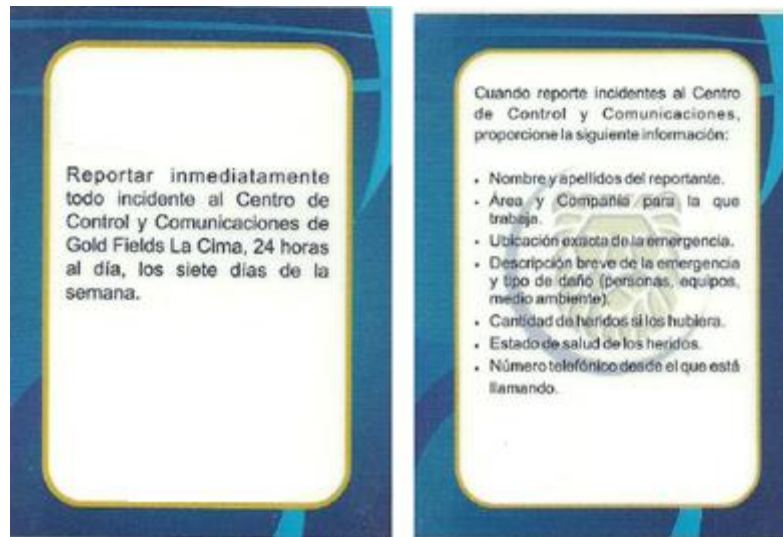 Reportar inmediatamente
todo incidente al Centro de
Control y Comunicaciones de
Gold Fields La Cima, 24 horas
al día, los siete días de la
semana.
Cuando reporte incidentes al Centro
de Control y Comunicaciones,
proporcione la siguiente información:
• Nombre y apellidos del reportante.
• Área y Compañía para la que
trabaja.
• Ubicación exacta de la emergencia.
• Descripción breve de la emergencia
y tipo de daño (personas, equipos,
medio ambiente).
• Cantidad de heridos si los hubiera.
• Estado de salud de los heridos.
• Número telefónico desde el que está
llamando.